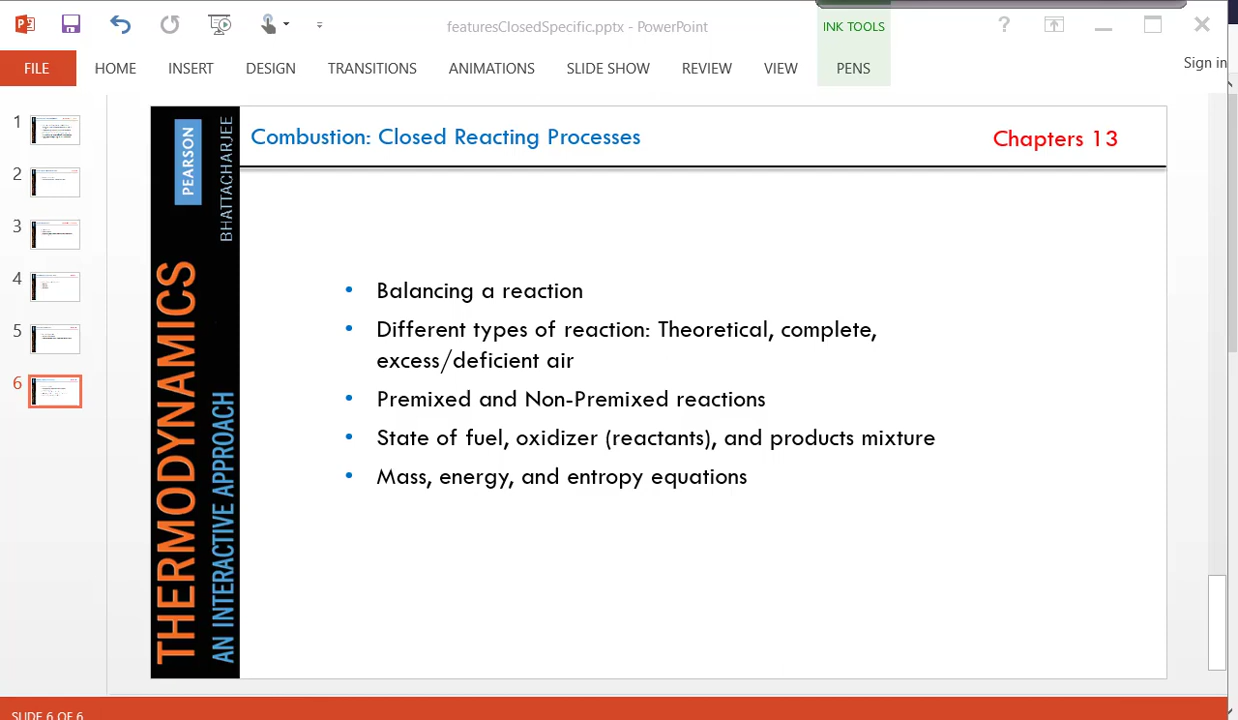 featuresClosedSpecific.pptx - PowerPoint
INK TOOLS
?
FILE
HOME
INSERT
DESIGN
TRANSITIONS
ANIMATIONS
SLIDE SHOW
REVIEW
VIEW
PENS
Sign in
1
2
3
4
5
6
PEARSON
BHATTACHARJEE
THERMODYNAMICS
AN INTERACTIVE APPROACH
Combustion: Closed Reacting Processes
Chapters 13
• Balancing a reaction
• Different types of reaction: Theoretical, complete,
excess/deficient air
• Premixed and Non-Premixed reactions
• State of fuel, oxidizer (reactants), and products mixture
• Mass, energy, and entropy equations
SLIDE 6 OF 6